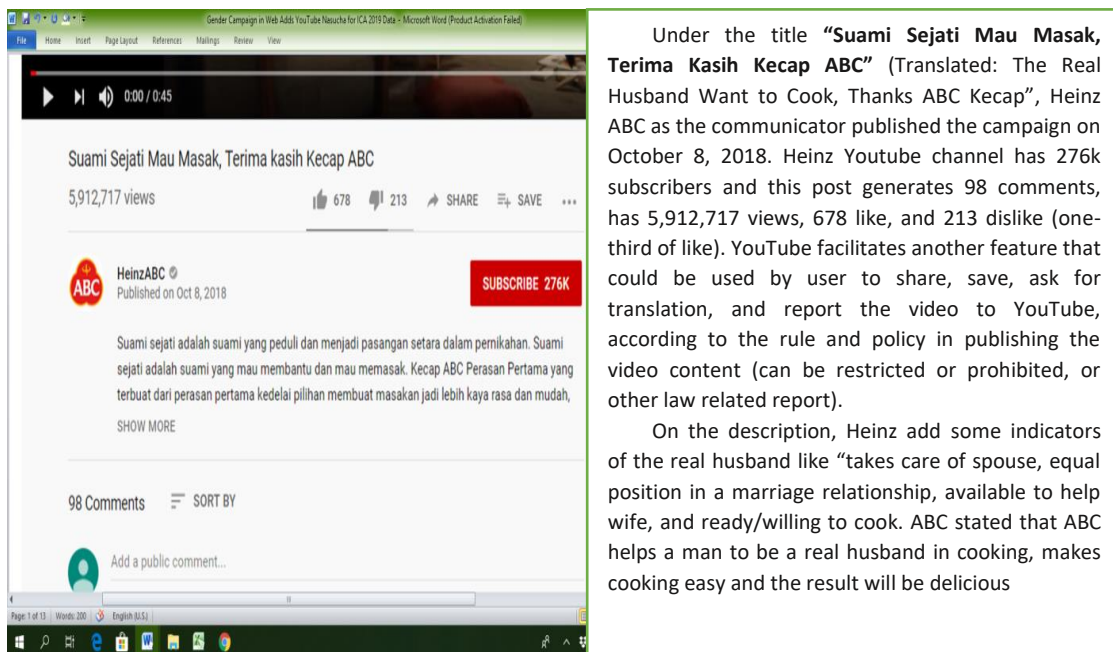 Gender Campaign in Web Adds YouTube Nasucha for ICA 2019 Data - Microsoft Word (Product Activation Failed)
File Home Insert Page Layout References Mailings Review View
0:00 / 0:45
Suami Sejati Mau Masak, Terima kasih Kecap ABC
5,912,717 views
678 213 SHARE SAVE ...
ABC
HeinzABC
Published on Oct 8, 2018
SUBSCRIBE 276K
Suami sejati adalah suami yang peduli dan menjadi pasangan setara dalam pernikahan. Suami
sejati adalah suami yang mau membantu dan mau memasak. Kecap ABC Perasan Pertama yang
terbuat dari perasan pertama kedelai pilihan membuat masakan jadi lebih kaya rasa dan mudah,
SHOW MORE
98 Comments SORT BY
Add a public comment...
Page: 1 of 13 Words: 200 English (U.S.)
Under the title “Suami Sejati Mau Masak,
Terima Kasih Kecap ABC” (Translated: The Real
Husband Want to Cook, Thanks ABC Kecap”, Heinz
ABC as the communicator published the campaign on
October 8, 2018. Heinz Youtube channel has 276k
subscribers and this post generates 98 comments,
has 5,912,717 views, 678 like, and 213 dislike (one-
third of like). YouTube facilitates another feature that
could be used by user to share, save, ask for
translation, and report the video to YouTube,
according to the rule and policy in publishing the
video content (can be restricted or prohibited, or
other law related report).
On the description, Heinz add some indicators
of the real husband like “takes care of spouse, equal
position in a marriage relationship, available to help
wife, and ready/willing to cook. ABC stated that ABC
helps a man to be a real husband in cooking, makes
cooking easy and the result will be delicious